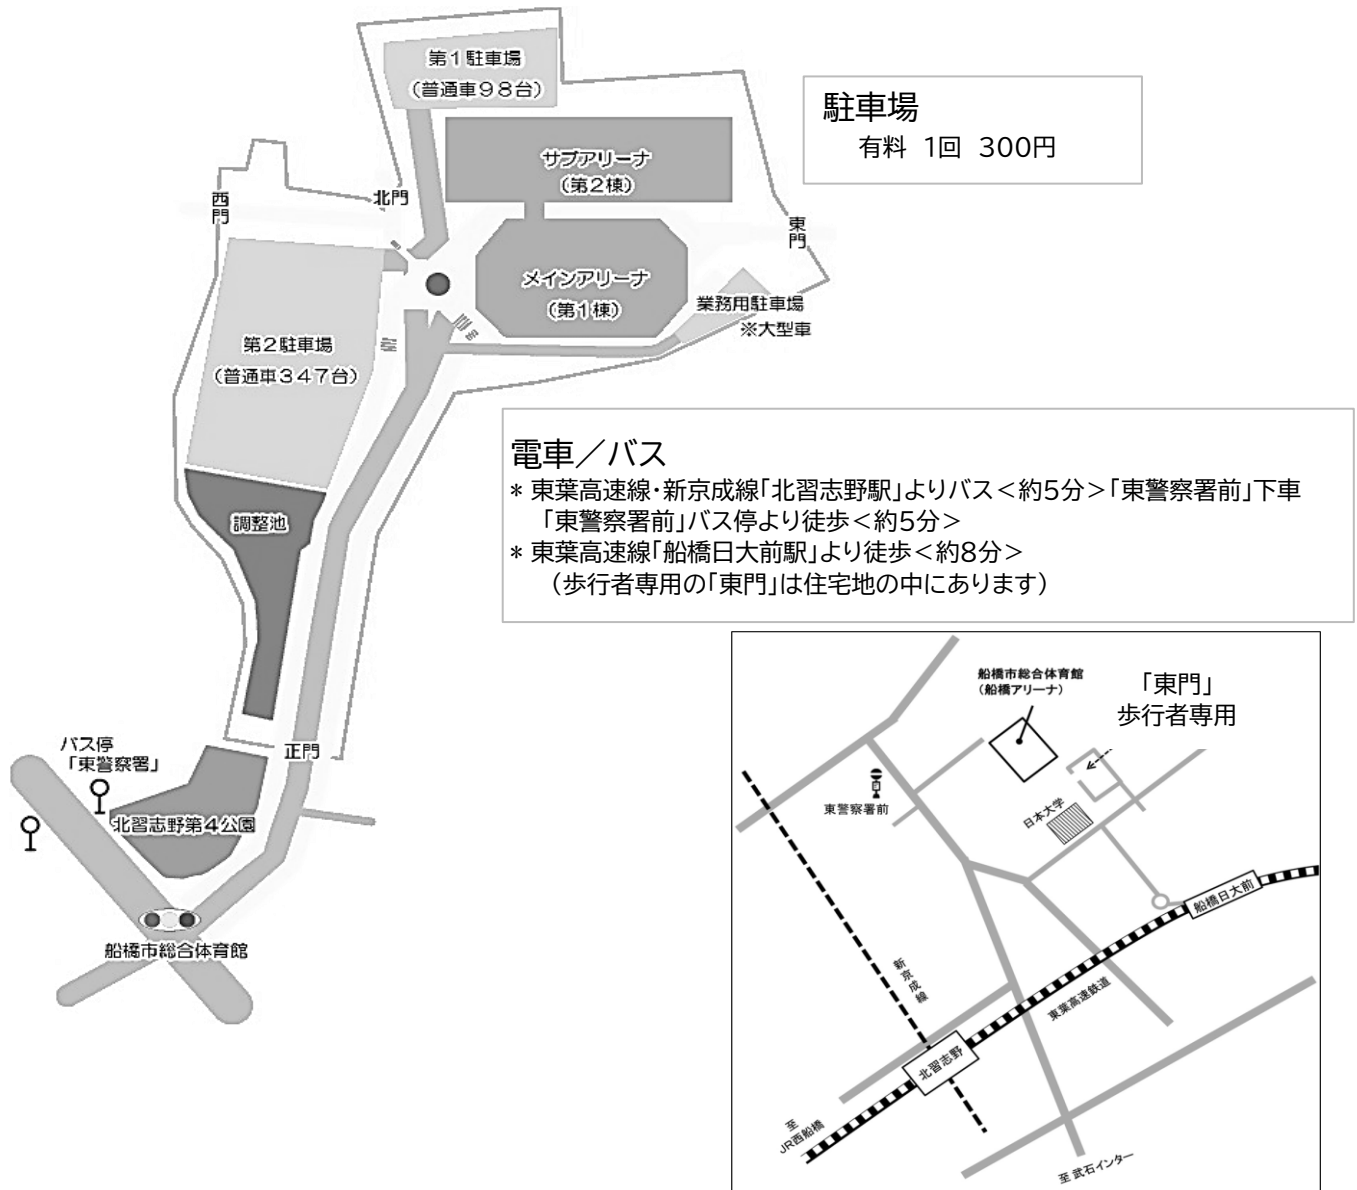 第1駐車場
（普通車98台）
サブアリーナ
（第2棟）
北門
西門
東門
メインアリーナ
（第1棟）
業務用駐車場
※大型車
第2駐車場
（普通車347台）
調整池
正門
バス停
「東警察署」
北習志野第4公園
船橋市総合体育館
駐車場
有料 1回 300円
電車／バス
* 東葉高速線・新京成線「北習志野駅」よりバス＜約5分＞「東警察署前」下車
「東警察署前」バス停より徒歩＜約5分＞
* 東葉高速線「船橋日大前駅」より徒歩＜約8分＞
（歩行者専用の「東門」は住宅地の中にあります）
船橋市総合体育館
（船橋アリーナ）
「東門」
歩行者専用
東警察署前
日本大学
船橋日大前
新京成線
東葉高速鉄道
北習志野
至
JR西船橋
至 武石インター